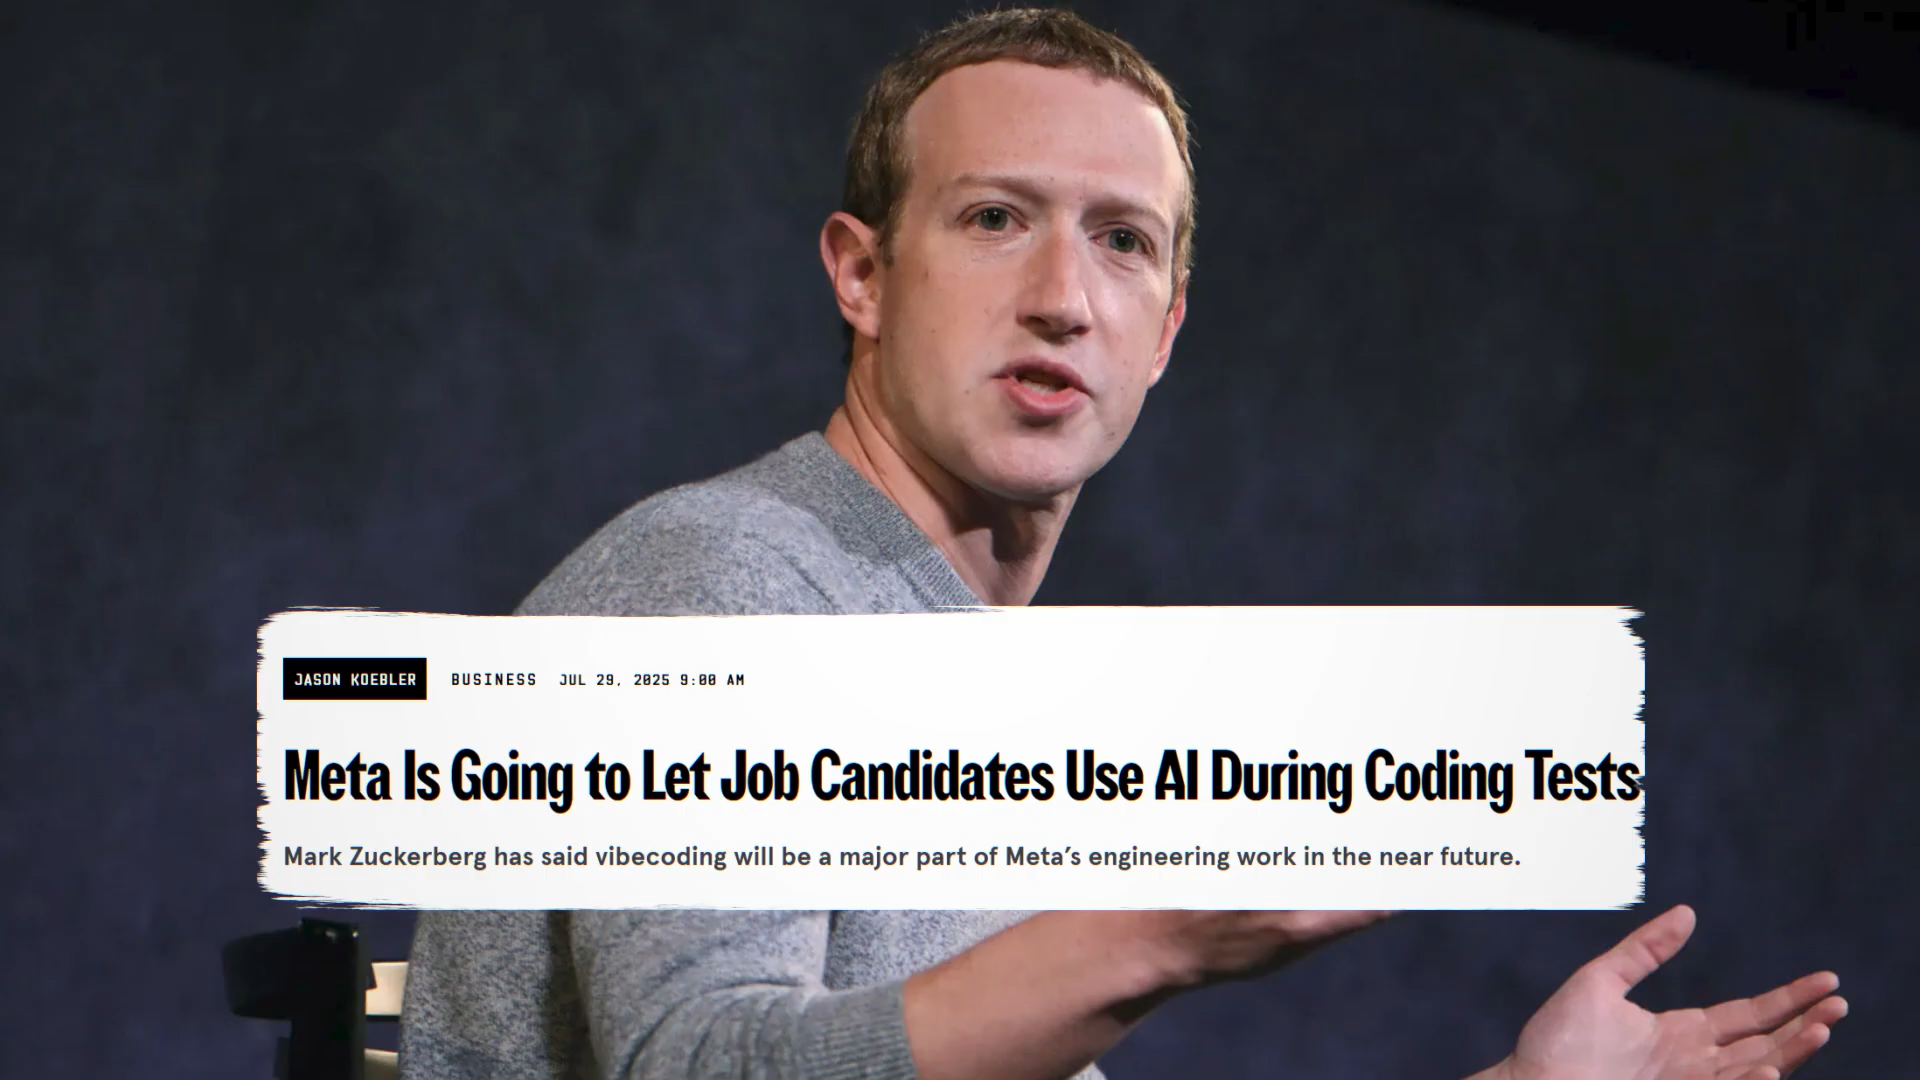 JASON KOEBLER BUSINESS JUL 29, 2025 9:00 AM
Meta Is Going to Let Job Candidates Use AI During Coding Tests
Mark Zuckerberg has said vibecoding will be a major part of Meta’s engineering work in the near future.